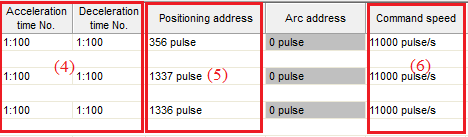 Acceleration time No. Deceleration time No. Positioning address Arc address Command speed
1:100 1:100 356 pulse 0 pulse 11000 pulse/s
(4) (5) (6)
1:100 1:100 1337 pulse 0 pulse 11000 pulse/s
1:100 1:100 1336 pulse 0 pulse 11000 pulse/s